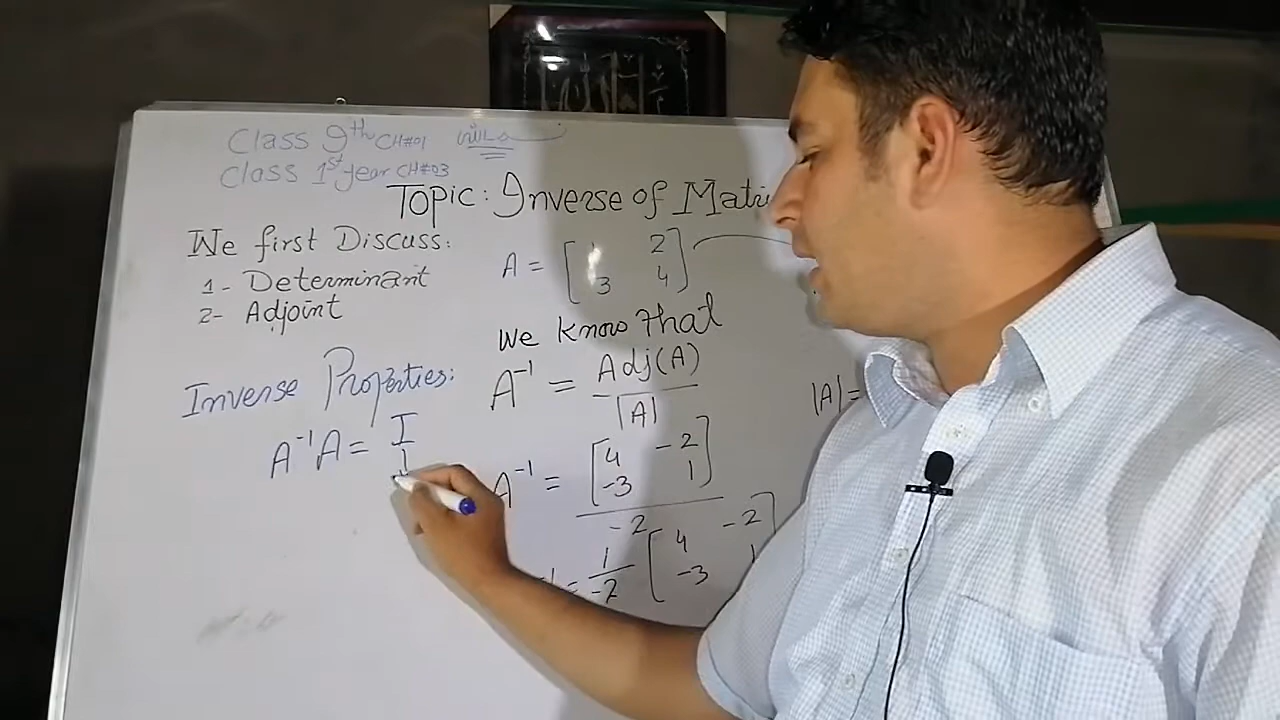 Class 9th CH#01
Class 1st year CH#03
Topic: Inverse of Matri
We first Discuss:
1- Determinant
2- Adjoint
A = [1 2
3 4]
We know that
A⁻¹ = Adj(A)
|A|
|A| =
A⁻¹ = [4 -2
-3 1]
-2
= 1/-2 [4 -2
-3 1
Inverse Properties:
A⁻¹A = I